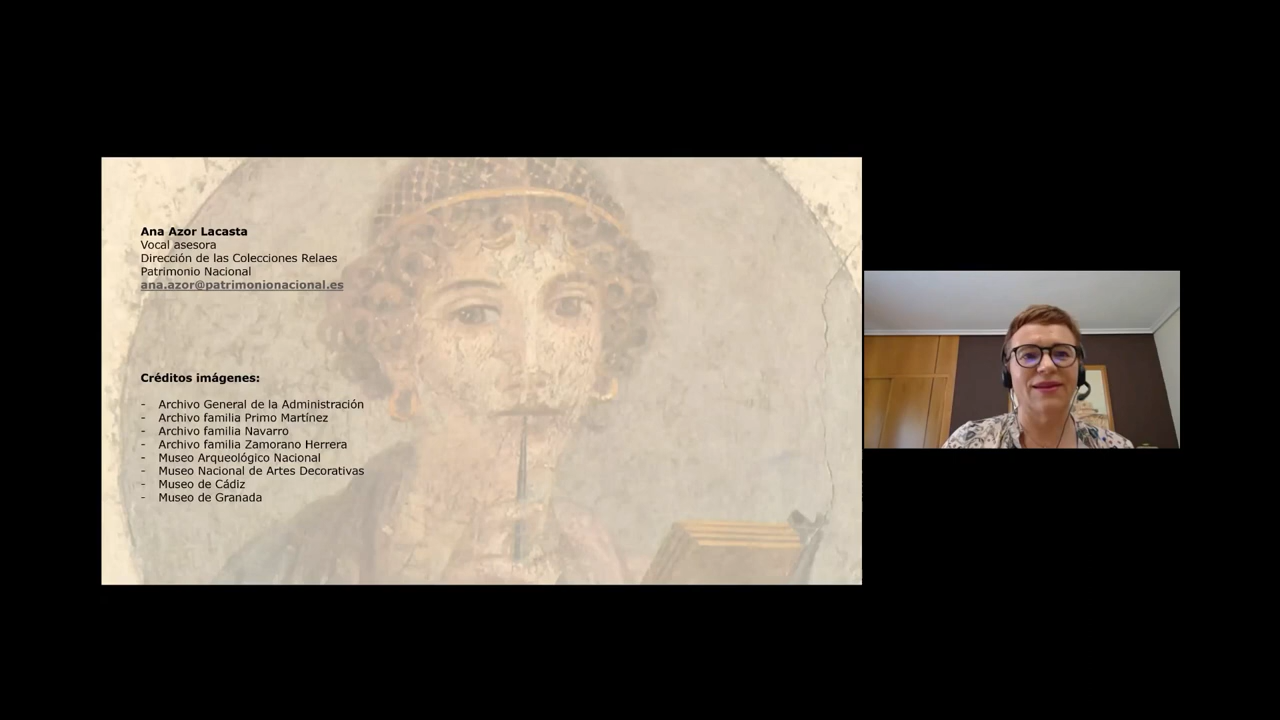 Ana Azor Lacasta
Vocal asesora
Dirección de las Colecciones Relaes
Patrimonio Nacional
ana.azor@patrimonionacional.es
Créditos imágenes:
- Archivo General de la Administración
- Archivo familia Primo Martínez
- Archivo familia Navarro
- Archivo familia Zamorano Herrera
- Museo Arqueológico Nacional
- Museo Nacional de Artes Decorativas
- Museo de Cádiz
- Museo de Granada